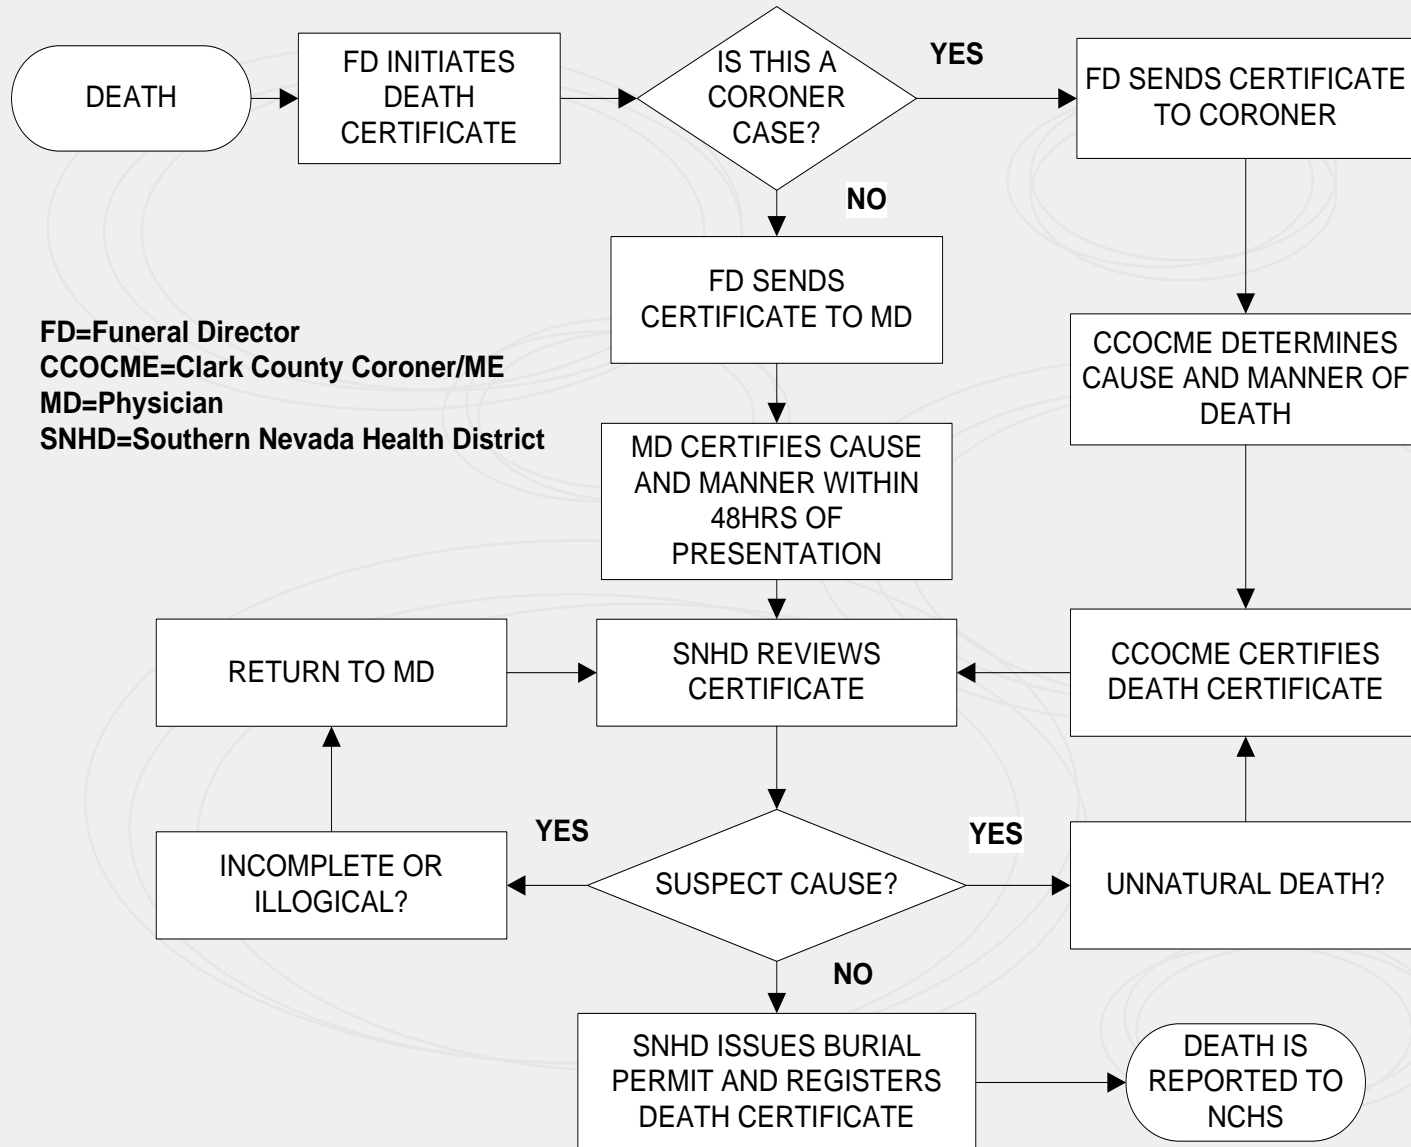 DEATH
FD INITIATES
DEATH
CERTIFICATE
IS THIS A
CORONER
CASE?
YES
FD SENDS CERTIFICATE
TO CORONER
NO
FD SENDS
CERTIFICATE TO MD
FD=Funeral Director
CCOCME=Clark County Coroner/ME
MD=Physician
SNHD=Southern Nevada Health District
CCOCME DETERMINES
CAUSE AND MANNER OF
DEATH
MD CERTIFIES CAUSE
AND MANNER WITHIN
48HRS OF
PRESENTATION
RETURN TO MD
SNHD REVIEWS
CERTIFICATE
CCOCME CERTIFIES
DEATH CERTIFICATE
YES
YES
INCOMPLETE OR
ILLOGICAL?
SUSPECT CAUSE?
UNNATURAL DEATH?
NO
SNHD ISSUES BURIAL
PERMIT AND REGISTERS
DEATH CERTIFICATE
DEATH IS
REPORTED TO
NCHS